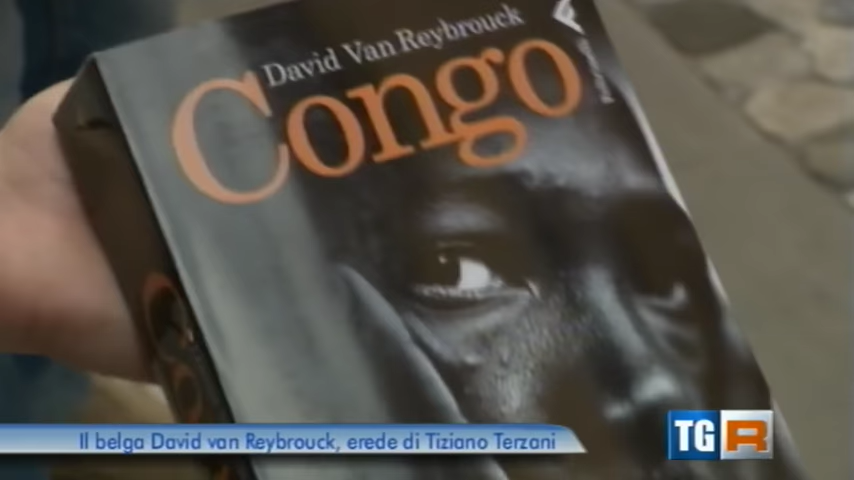 David Van Reybrouck
Congo
Il belga David van Reybrouck, erede di Tiziano Terzani
TGR